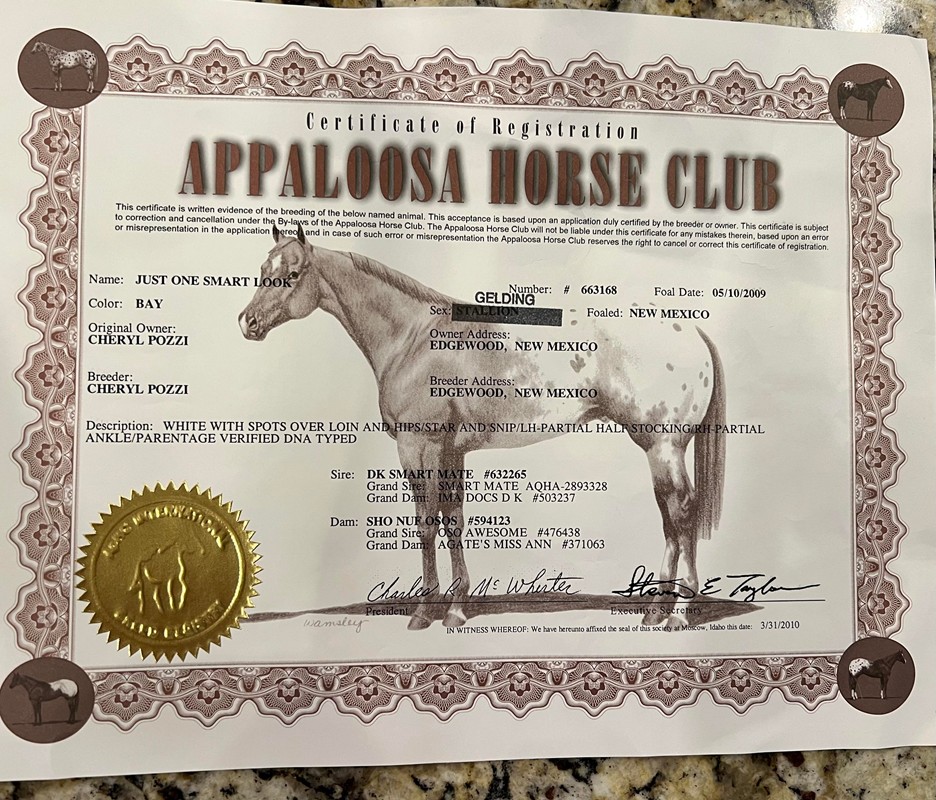 Certificate of Registration
APPALOOSA HORSE CLUB
This certificate is written evidence of the breeding of the below named animal. This acceptance is based upon an application duly certified by the breeder or owner. This certificate is subject
to correction and cancellation under the By-laws of the Appaloosa Horse Club. The Appaloosa Horse Club will not be liable under this certificate for any mistakes therein, based upon an error
or misrepresentation in the application hereof and in case of such error or misrepresentation the Appaloosa Horse Club reserves the right to cancel or correct this certificate of registration.
Name: JUST ONE SMART LOOK Number: # 663168 Foal Date: 05/10/2009
GELDING
Color: BAY Sex: STALLION Foaled: NEW MEXICO
Original Owner: Owner Address:
CHERYL POZZI EDGEWOOD, NEW MEXICO
Breeder: Breeder Address:
CHERYL POZZI EDGEWOOD, NEW MEXICO
Description: WHITE WITH SPOTS OVER LOIN AND HIPS/STAR AND SNIP/LH-PARTIAL HALF STOCKING/RH-PARTIAL
ANKLE/PARENTAGE VERIFIED DNA TYPED
Sire: DK SMART MATE #632265
Grand Sire: SMART MATE AQHA-2893328
Grand Dam: IMA DOCS D K #503237
Dam: SHO NUF OSOS #594123
Grand Sire: OSO AWESOME #476438
Grand Dam: AGATE'S MISS ANN #371063
Charles R McWhirter Steven E Taylor
President Executive Secretary
Wamsley
IN WITNESS WHEREOF: We have hereunto affixed the seal of this society at Moscow, Idaho this date: 3/31/2010